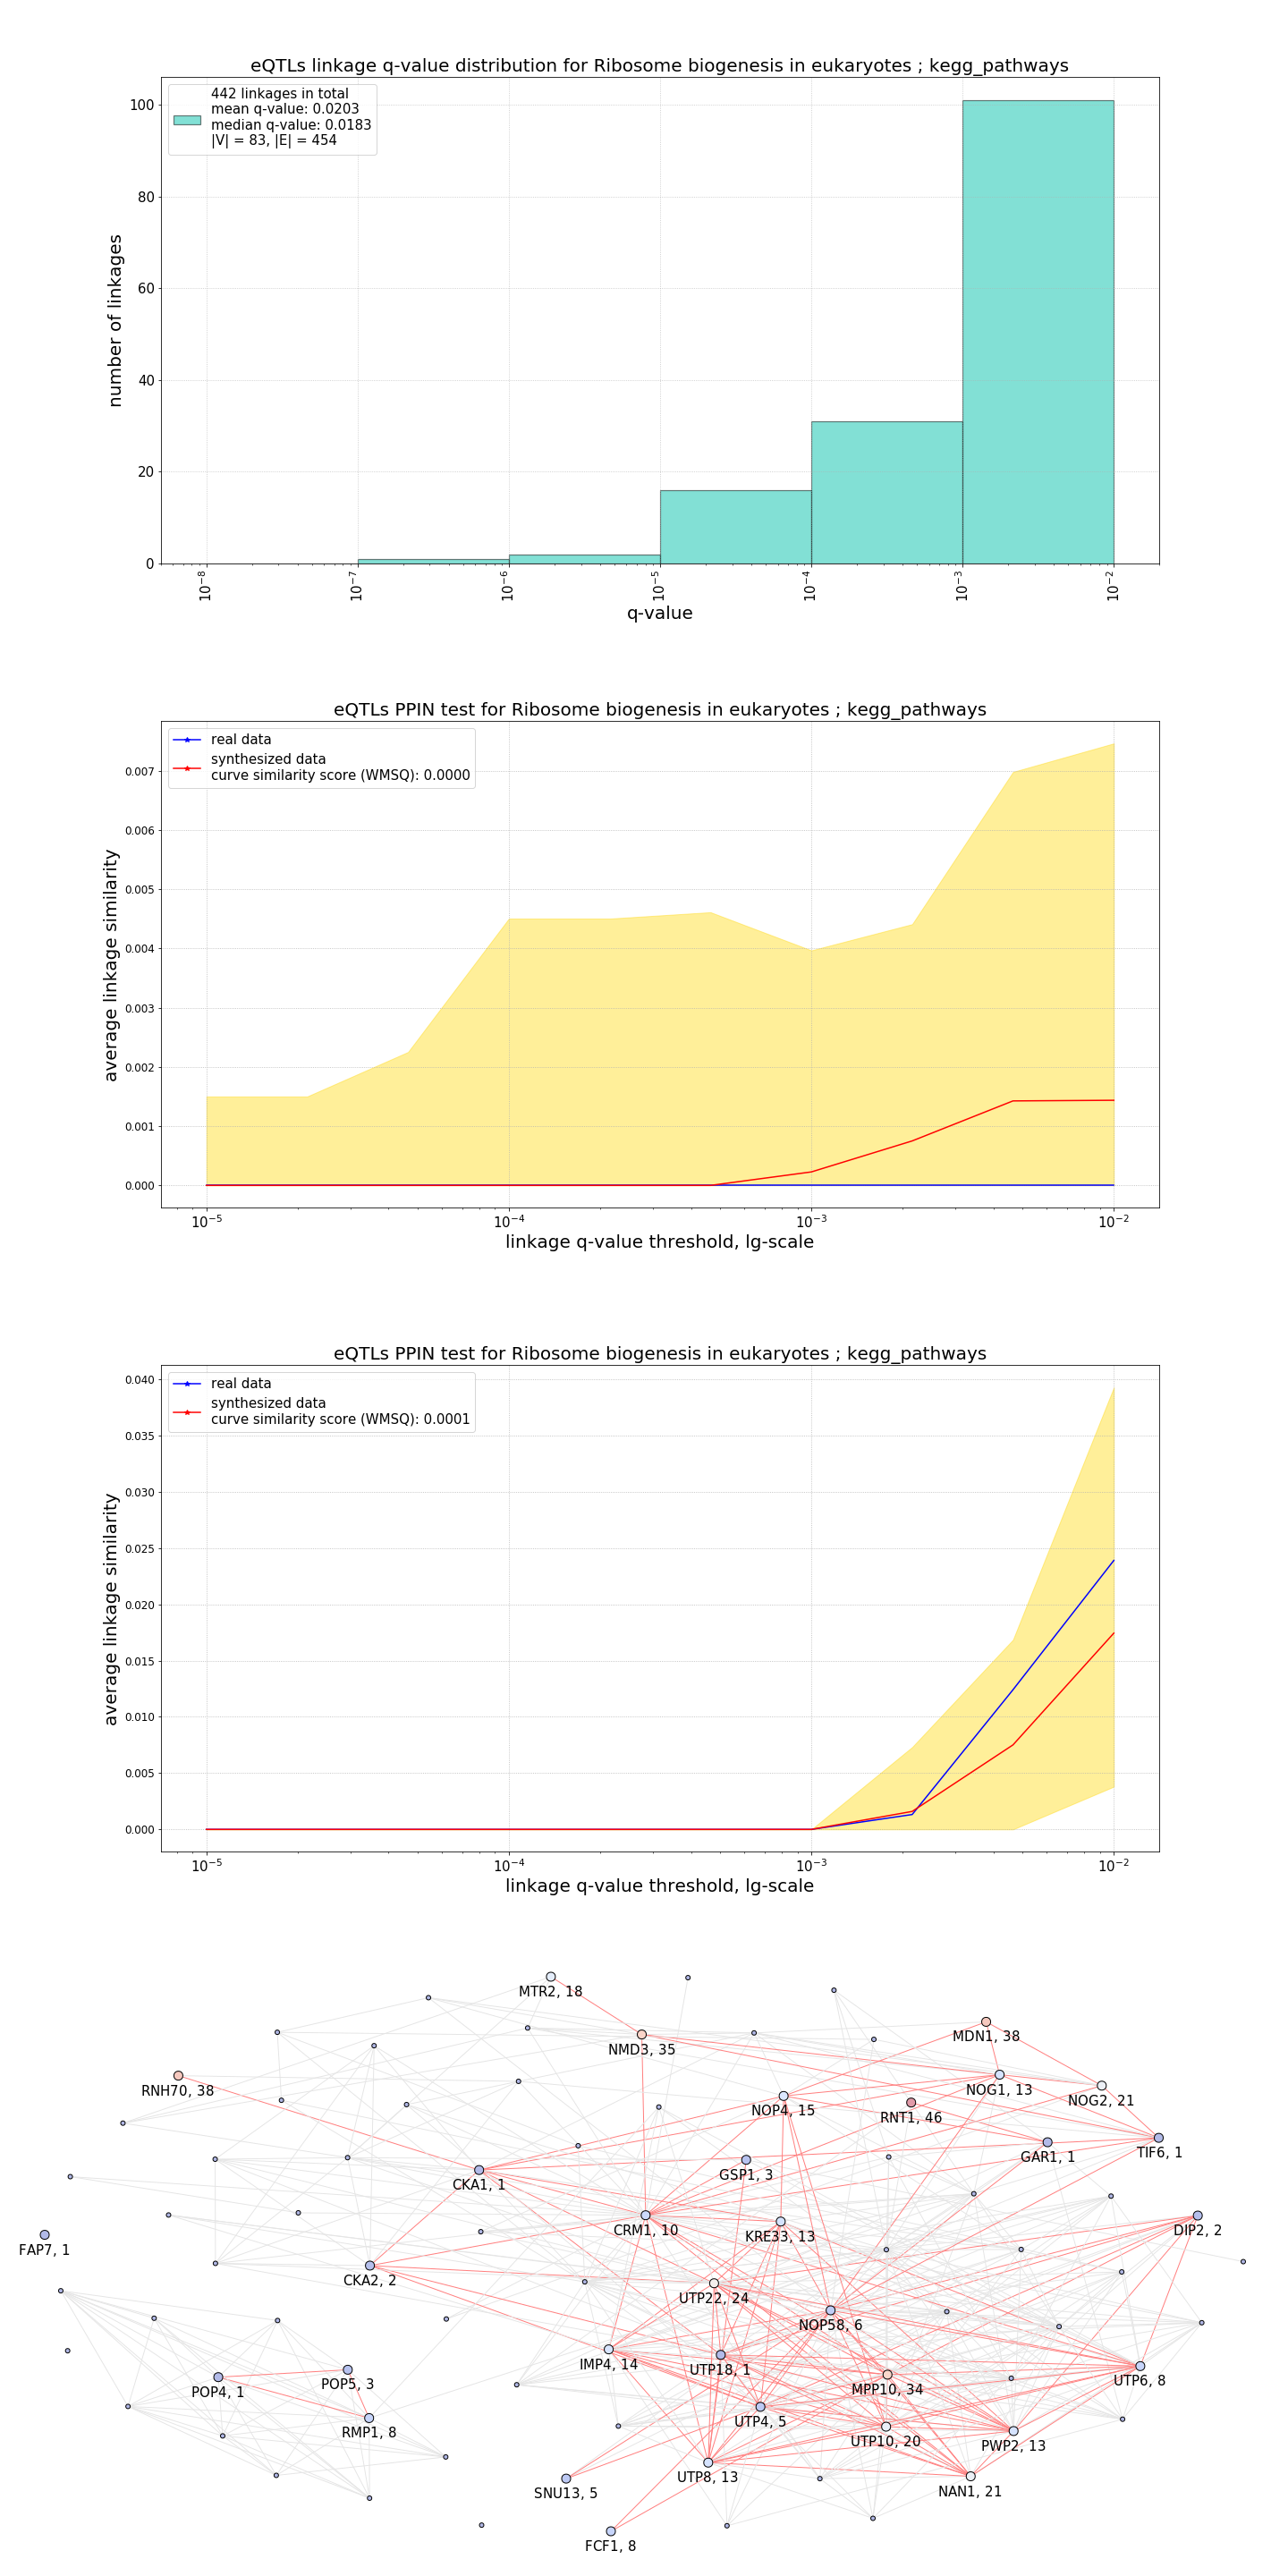 eQTLs linkage q-value distribution for Ribosome biogenesis in eukaryotes ; kegg_pathways
442 linkages in total
mean q-value: 0.0203
median q-value: 0.0183
|V| = 83, |E| = 454
number of linkages
100
80
60
40
20
0
10⁻⁸ 10⁻⁷ 10⁻⁶ 10⁻⁵ 10⁻⁴ 10⁻³ 10⁻²
q-value
eQTLs PPIN test for Ribosome biogenesis in eukaryotes ; kegg_pathways
real data
synthesized data
curve similarity score (WMSQ): 0.0000
average linkage similarity
0.007
0.006
0.005
0.004
0.003
0.002
0.001
0.000
10⁻⁵ 10⁻⁴ 10⁻³ 10⁻²
linkage q-value threshold, lg-scale
eQTLs PPIN test for Ribosome biogenesis in eukaryotes ; kegg_pathways
real data
synthesized data
curve similarity score (WMSQ): 0.0001
average linkage similarity
0.040
0.035
0.030
0.025
0.020
0.015
0.010
0.005
0.000
10⁻⁵ 10⁻⁴ 10⁻³ 10⁻²
linkage q-value threshold, lg-scale
MTR2, 18
MDN1, 38
NMD3, 35
RNH70, 38
NOG1, 13
NOG2, 21
NOP4, 15
RNT1, 46
TIF6, 1
GAR1, 1
GSP1, 3
CKA1, 1
CRM1, 10
DIP2, 2
KRE33, 13
FAP7, 1
CKA2, 2
UTP22, 24
NOP58, 6
IMP4, 14
UTP18, 1
UTP6, 8
POP5, 3
MPP10, 34
POP4, 1
UTP4, 5
RMP1, 8
UTP10, 20
PWP2, 13
UTP8, 13
NAN1, 21
SNU13, 5
FCF1, 8